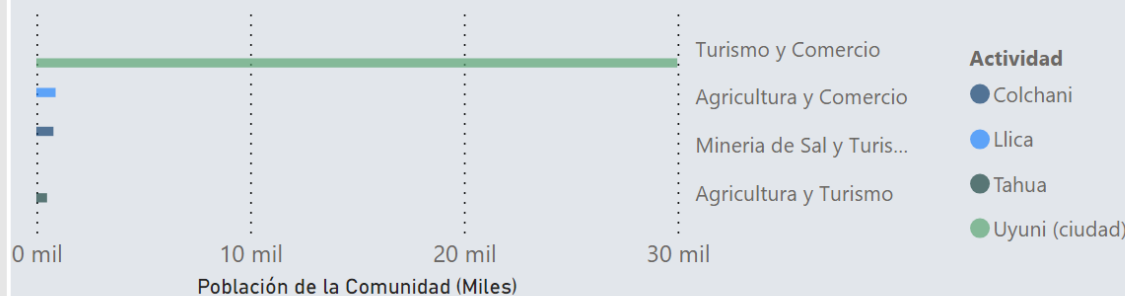 Turismo y Comercio
Agricultura y Comercio
Mineria de Sal y Turis...
Agricultura y Turismo
0 mil
10 mil
20 mil
30 mil
Población de la Comunidad (Miles)
Actividad
Colchani
Llica
Tahua
Uyuni (ciudad)